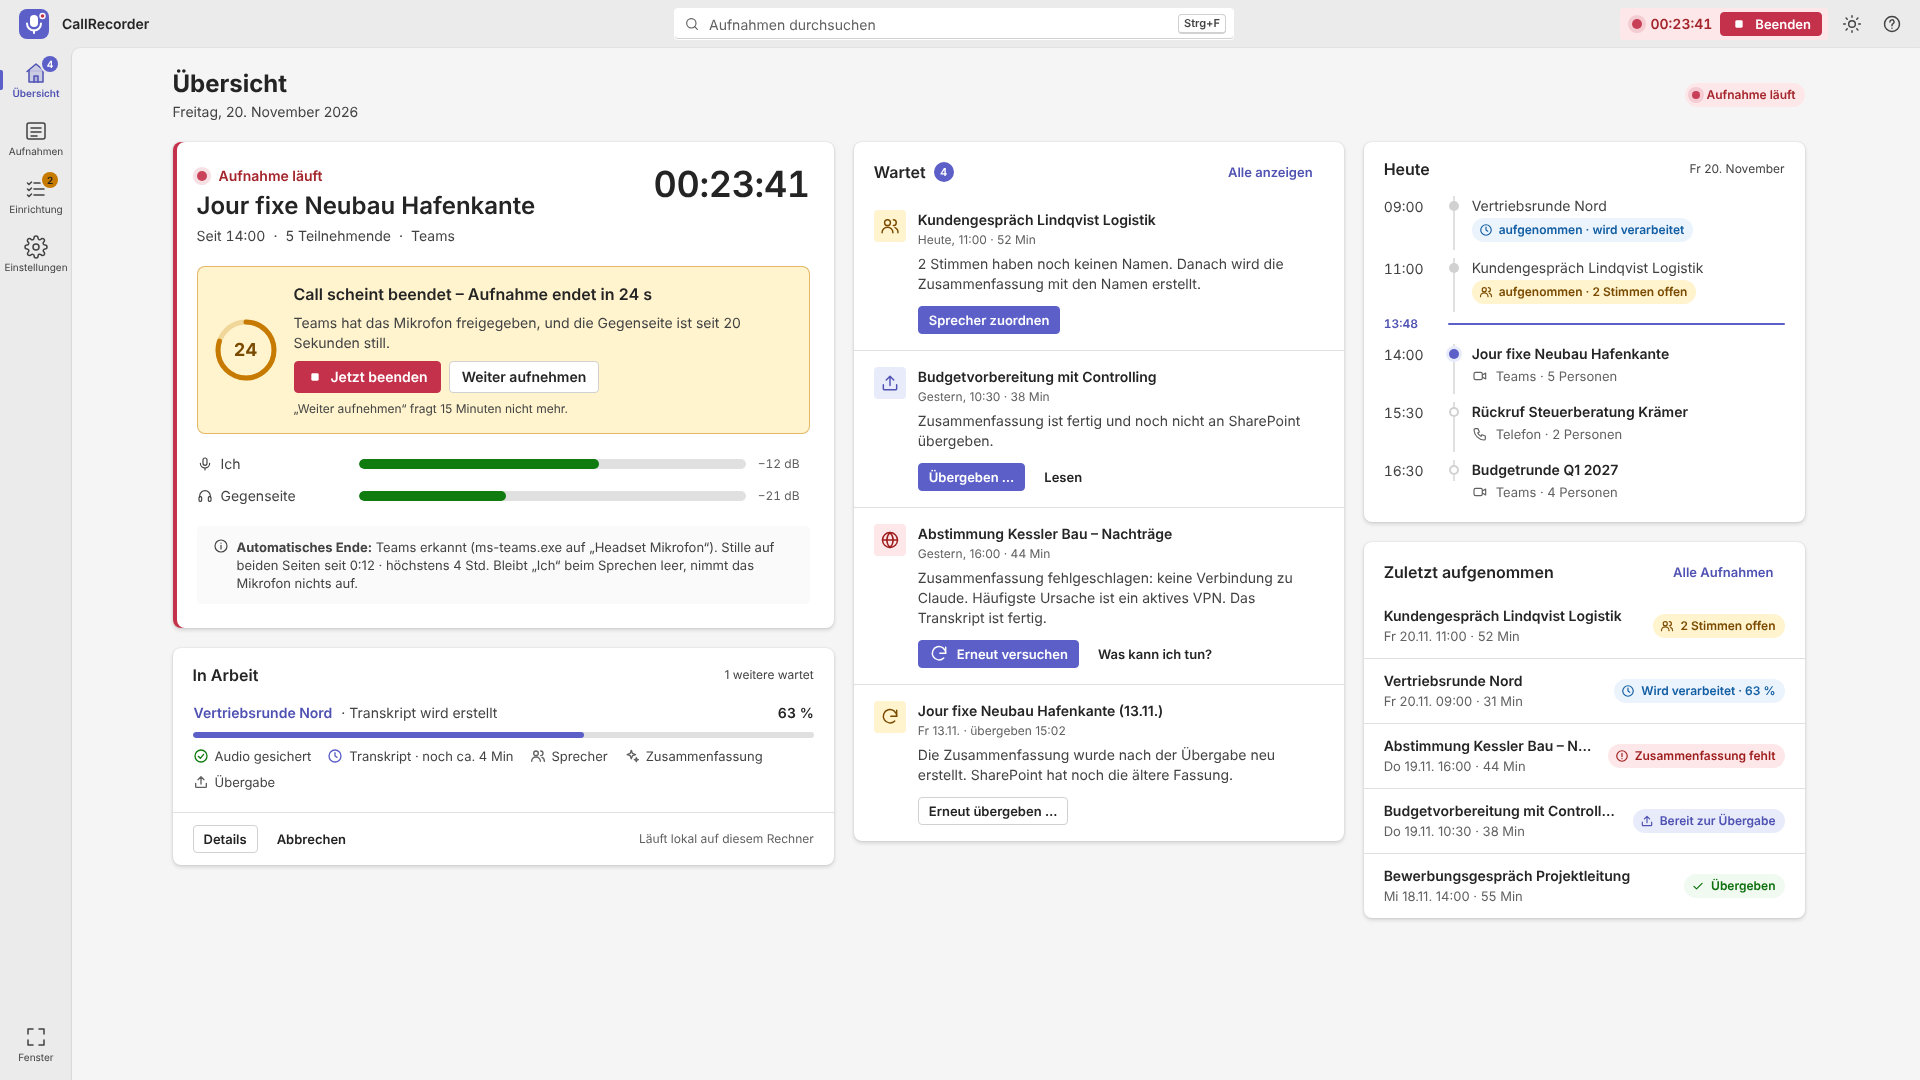 CallRecorder
Aufnahmen durchsuchen
Strg+F
00:23:41
Beenden
4
Übersicht
Aufnahmen
2
Einrichtung
Einstellungen
Fenster
Übersicht
Freitag, 20. November 2026
Aufnahme läuft
Aufnahme läuft
00:23:41
Jour fixe Neubau Hafenkante
Seit 14:00 · 5 Teilnehmende · Teams
24
Call scheint beendet – Aufnahme endet in 24 s
Teams hat das Mikrofon freigegeben, und die Gegenseite ist seit 20
Sekunden still.
Jetzt beenden
Weiter aufnehmen
„Weiter aufnehmen“ fragt 15 Minuten nicht mehr.
Ich
−12 dB
Gegenseite
−21 dB
Automatisches Ende: Teams erkannt (ms-teams.exe auf „Headset Mikrofon“). Stille auf
beiden Seiten seit 0:12 · höchstens 4 Std. Bleibt „Ich“ beim Sprechen leer, nimmt das
Mikrofon nichts auf.
In Arbeit
1 weitere wartet
Vertriebsrunde Nord · Transkript wird erstellt
63 %
Audio gesichert
Transkript · noch ca. 4 Min
Sprecher
Zusammenfassung
Übergabe
Details
Abbrechen
Läuft lokal auf diesem Rechner
Wartet 4
Alle anzeigen
Kundengespräch Lindqvist Logistik
Heute, 11:00 · 52 Min
2 Stimmen haben noch keinen Namen. Danach wird die
Zusammenfassung mit den Namen erstellt.
Sprecher zuordnen
Budgetvorbereitung mit Controlling
Gestern, 10:30 · 38 Min
Zusammenfassung ist fertig und noch nicht an SharePoint
übergeben.
Übergeben ...
Lesen
Abstimmung Kessler Bau – Nachträge
Gestern, 16:00 · 44 Min
Zusammenfassung fehlgeschlagen: keine Verbindung zu
Claude. Häufigste Ursache ist ein aktives VPN. Das
Transkript ist fertig.
Erneut versuchen
Was kann ich tun?
Jour fixe Neubau Hafenkante (13.11.)
Fr 13.11. · übergeben 15:02
Die Zusammenfassung wurde nach der Übergabe neu
erstellt. SharePoint hat noch die ältere Fassung.
Erneut übergeben ...
Heute
Fr 20. November
09:00
Vertriebsrunde Nord
aufgenommen · wird verarbeitet
11:00
Kundengespräch Lindqvist Logistik
aufgenommen · 2 Stimmen offen
13:48
14:00
Jour fixe Neubau Hafenkante
Teams · 5 Personen
15:30
Rückruf Steuerberatung Krämer
Telefon · 2 Personen
16:30
Budgetrunde Q1 2027
Teams · 4 Personen
Zuletzt aufgenommen
Alle Aufnahmen
Kundengespräch Lindqvist Logistik
Fr 20.11. 11:00 · 52 Min
2 Stimmen offen
Vertriebsrunde Nord
Fr 20.11. 09:00 · 31 Min
Wird verarbeitet · 63 %
Abstimmung Kessler Bau – N...
Do 19.11. 16:00 · 44 Min
Zusammenfassung fehlt
Budgetvorbereitung mit Controll...
Do 19.11. 10:30 · 38 Min
Bereit zur Übergabe
Bewerbungsgespräch Projektleitung
Mi 18.11. 14:00 · 55 Min
Übergeben